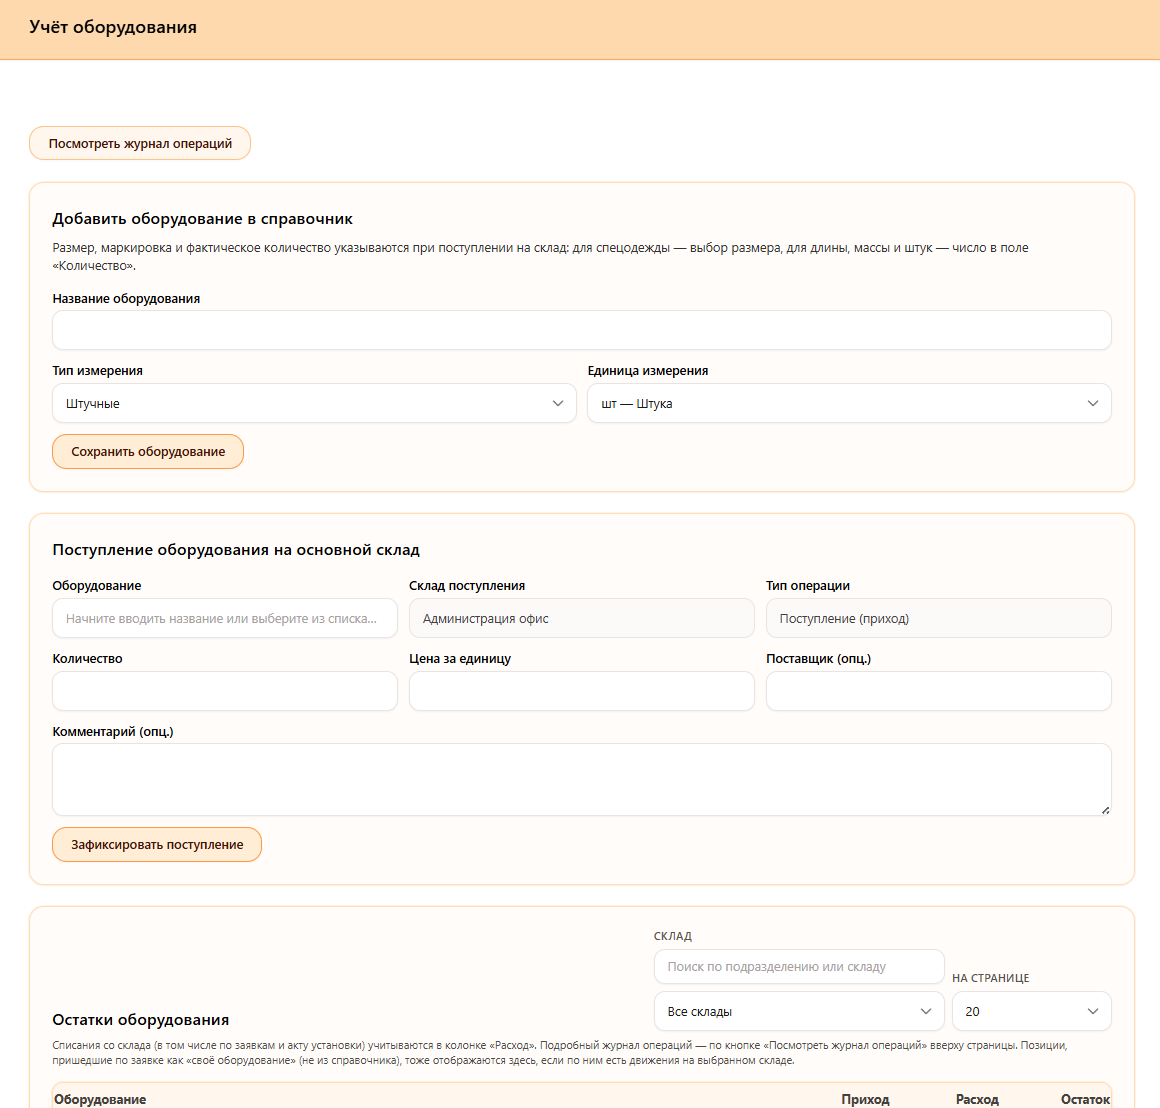 Учёт оборудования
Посмотреть журнал операций
Добавить оборудование в справочник
Размер, маркировка и фактическое количество указываются при поступлении на склад: для спецодежды — выбор размера, для длины, массы и штук — число в поле
«Количество».
Название оборудования
Тип измерения
Единица измерения
Штучные
шт — Штука
Сохранить оборудование
Поступление оборудования на основной склад
Оборудование
Склад поступления
Тип операции
Начните вводить название или выберите из списка...
Администрация офис
Поступление (приход)
Количество
Цена за единицу
Поставщик (опц.)
Комментарий (опц.)
Зафиксировать поступление
СКЛАД
Поиск по подразделению или складу
НА СТРАНИЦЕ
Все склады
20
Остатки оборудования
Списания со склада (в том числе по заявкам и акту установки) учитываются в колонке «Расход». Подробный журнал операций — по кнопке «Посмотреть журнал операций» вверху страницы. Позиции,
пришедшие по заявке как «своё оборудование» (не из справочника), тоже отображаются здесь, если по ним есть движения на выбранном складе.
Оборудование
Приход
Расход
Остаток